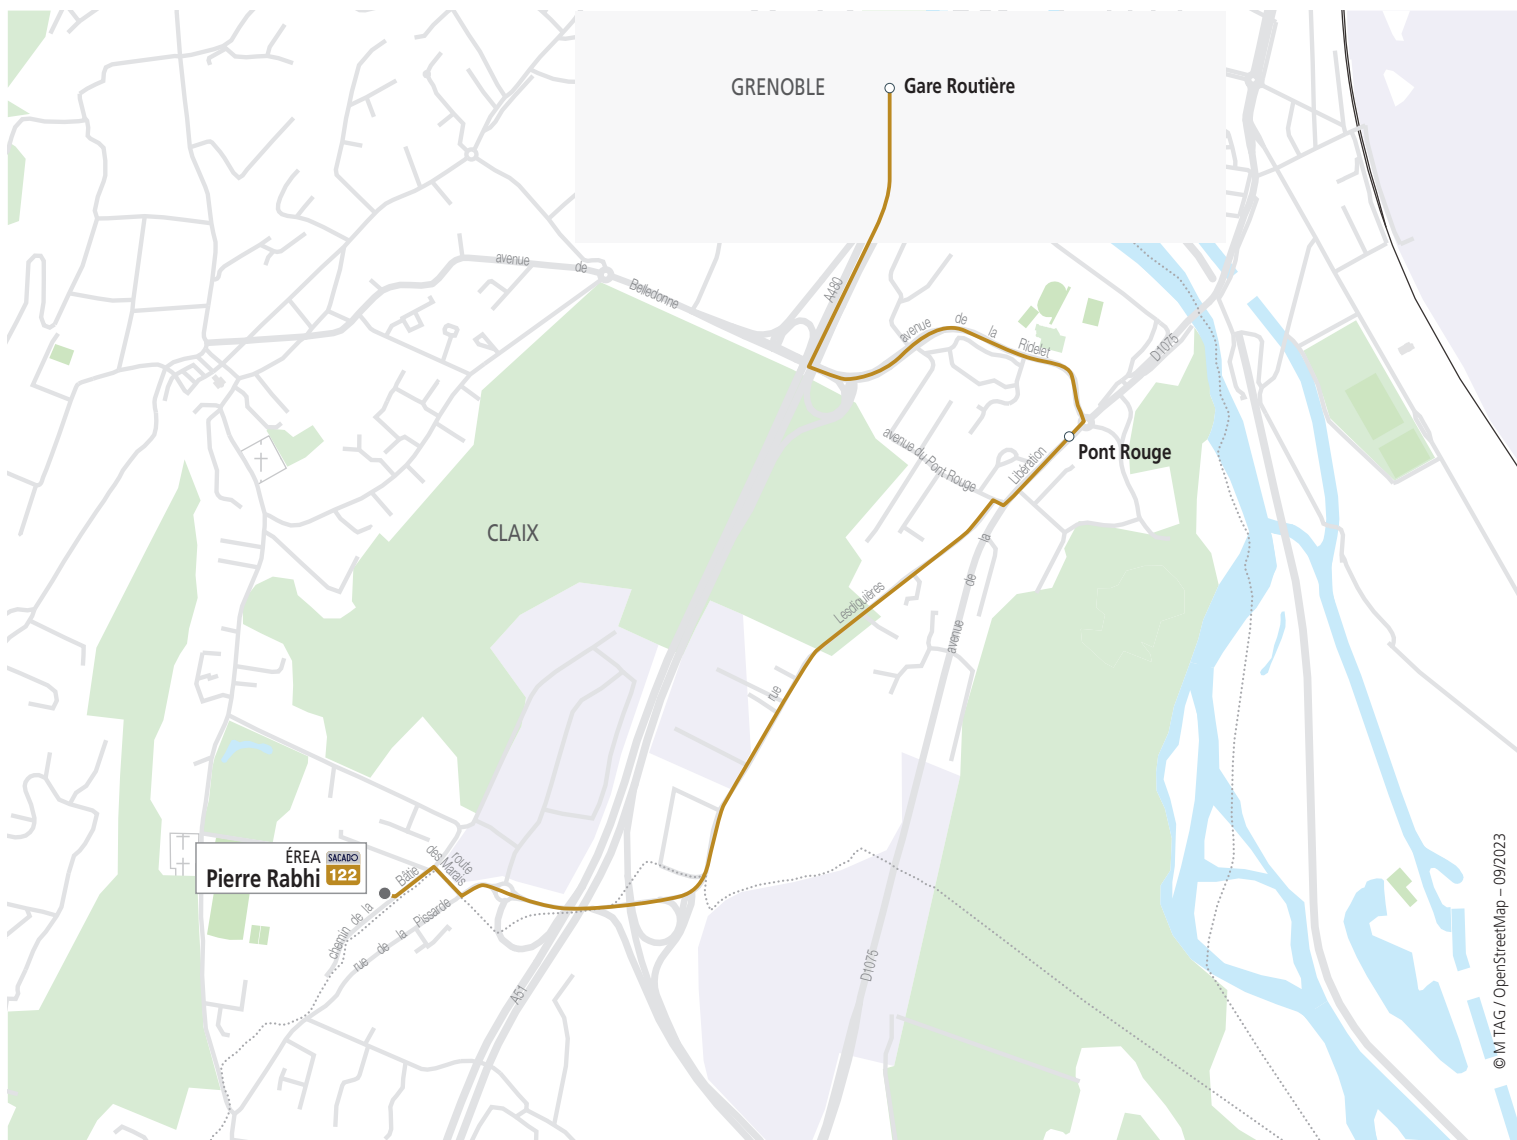 GRENOBLE
Gare Routière
avenue de Belledonne
A480
avenue de la Ridelet
D1075
avenue du Pont Rouge
Pont Rouge
avenue de la Libération
CLAIX
rue Lesdiguières
ÉREA
Pierre Rabhi
SACADO
122
route des Marais
chemin de la Bâtie
rue de la Pissarde
A51
D1075
© M TAG / OpenStreetMap – 09/2023